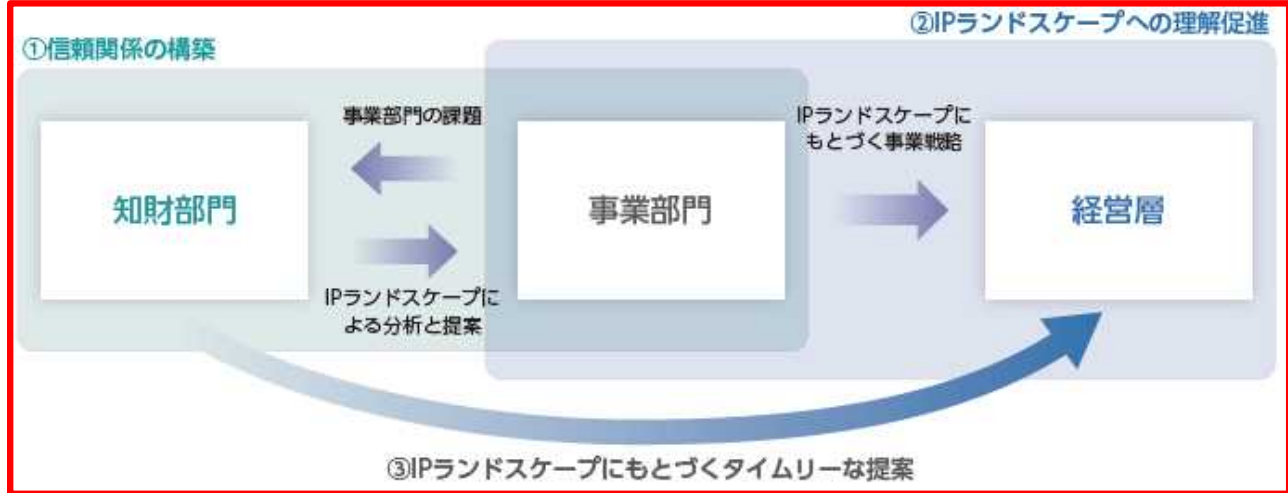 ②IPランドスケープへの理解促進
①信頼関係の構築
事業部門の課題
IPランドスケープに
もとづく事業戦略
知財部門
事業部門
経営層
IPランドスケープに
よる分析と提案
③IPランドスケープにもとづくタイムリーな提案